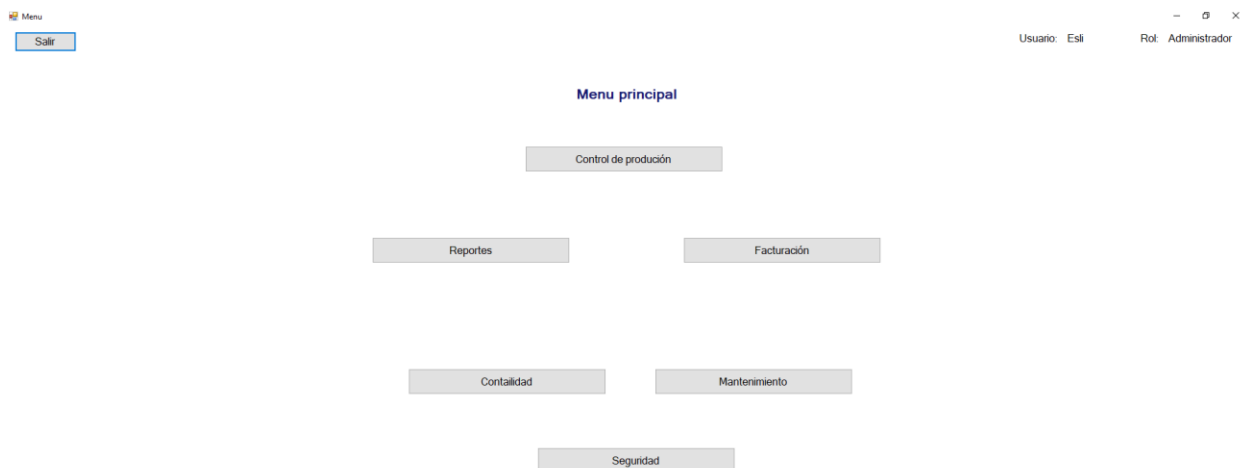 Menu
Salir
Usuario: Esli Rol: Administrador
Menu principal
Control de produción
Reportes Facturación
Contailidad Mantenimiento
Seguridad